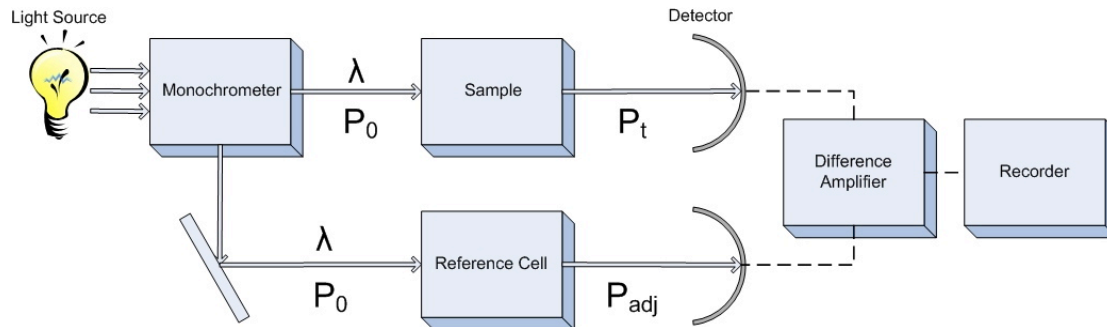 Light Source
Detector
Monochrometer
λ
P₀
Sample
Pₜ
Difference
Amplifier
Recorder
λ
P₀
Reference Cell
Padj